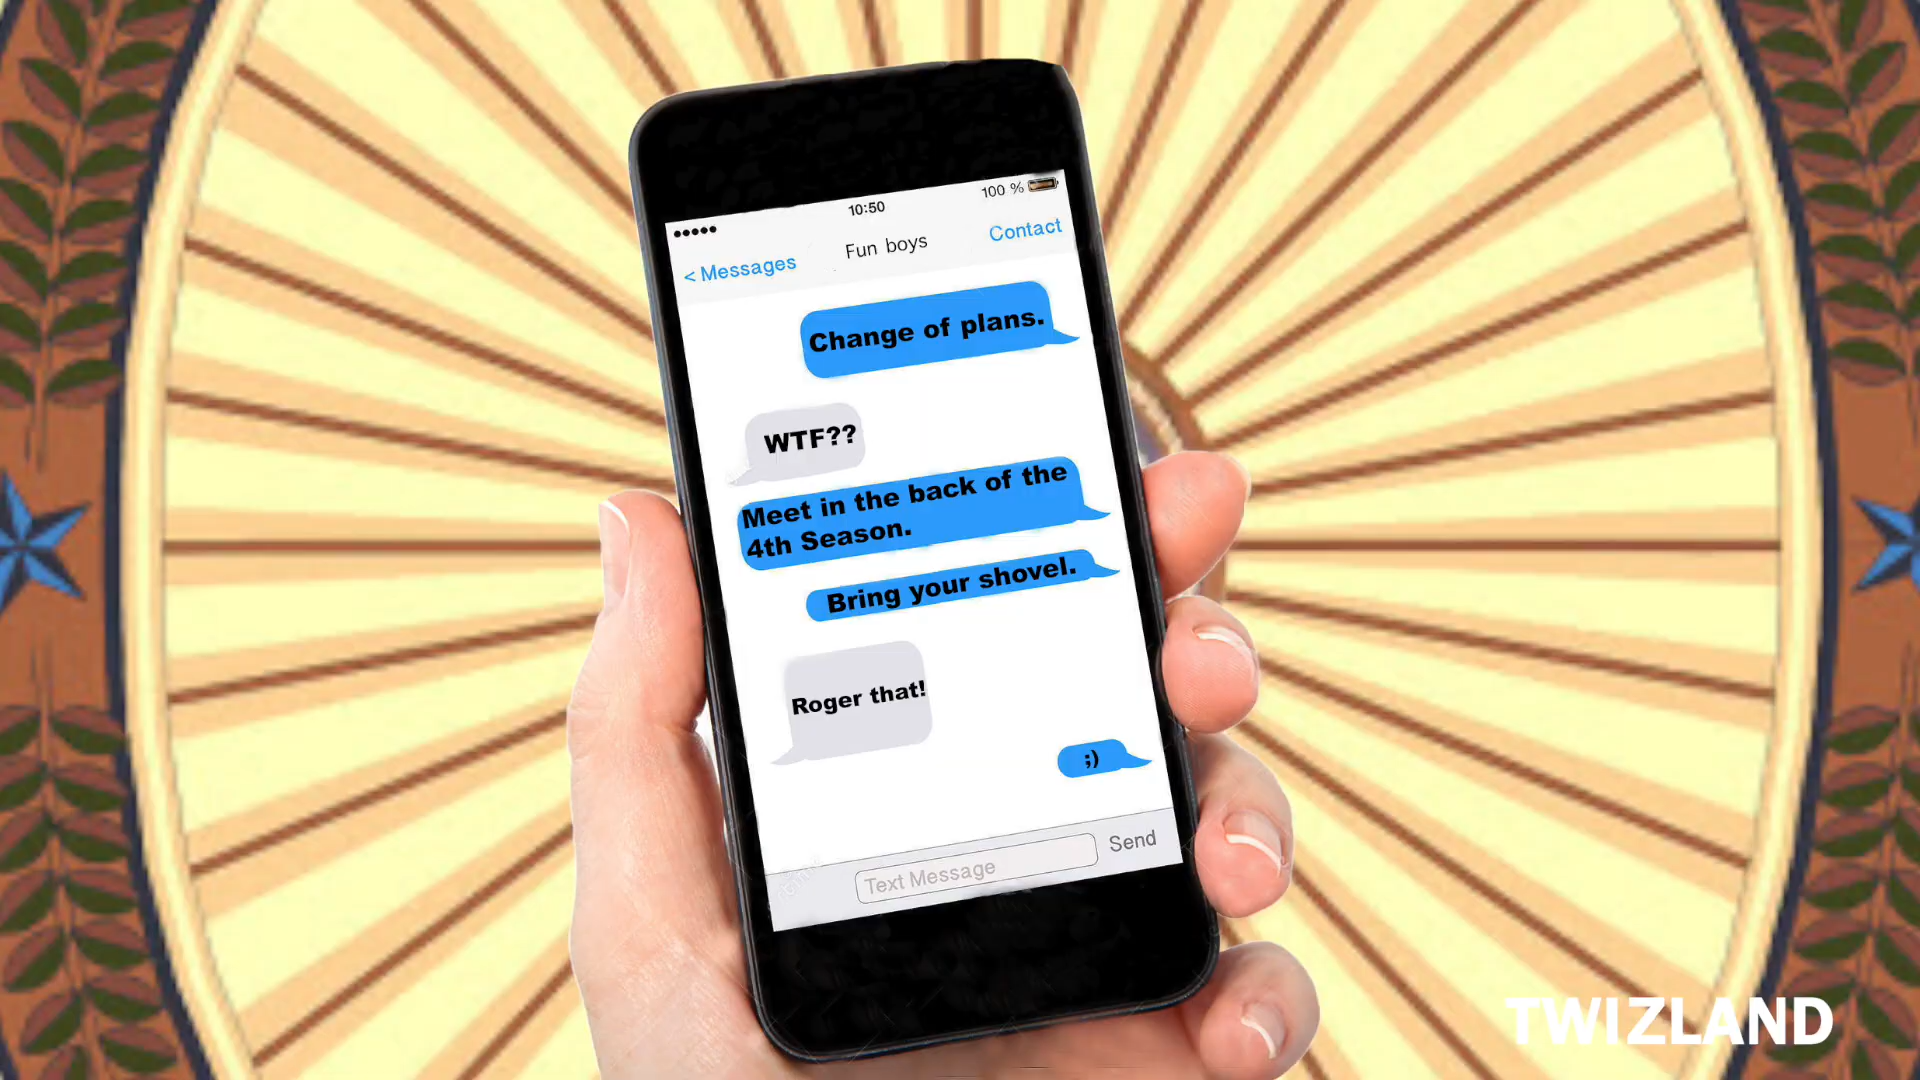 ●●●●●
10:50
100 %
< Messages
Fun boys
Contact
Change of plans.
WTF??
Meet in the back of the
4th Season.
Bring your shovel.
Roger that!
;)
Text Message
Send
TWIZLAND